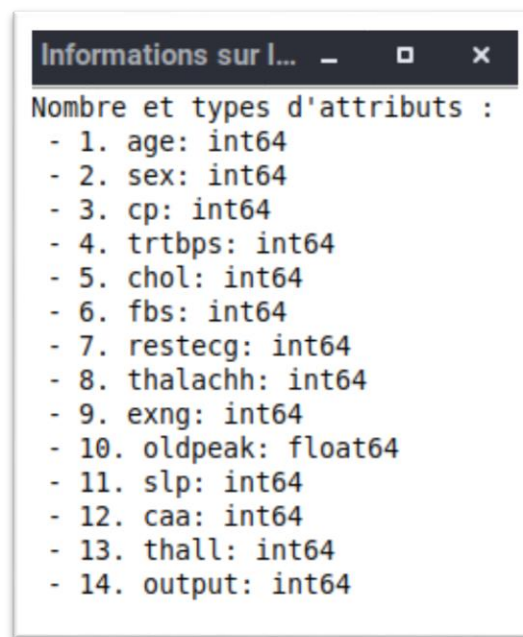 Informations sur l...
Nombre et types d'attributs :
- 1. age: int64
- 2. sex: int64
- 3. cp: int64
- 4. trtbps: int64
- 5. chol: int64
- 6. fbs: int64
- 7. restecg: int64
- 8. thalachh: int64
- 9. exng: int64
- 10. oldpeak: float64
- 11. slp: int64
- 12. caa: int64
- 13. thall: int64
- 14. output: int64